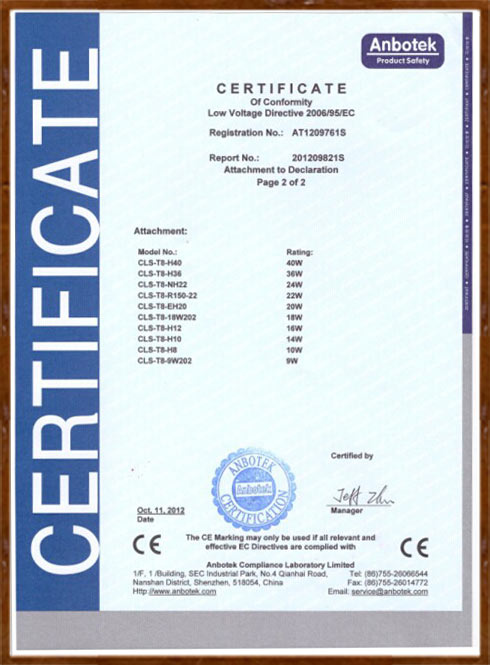 CERTIFICATE
Anbotek
Product Safety
CERTIFICATE
Of Conformity
Low Voltage Directive 2006/95/EC
Registration No.: AT1209761S
Report No.: 201209821S
Attachment to Declaration
Page 2 of 2
Attachment:
Model No.: Rating:
CLS-T8-H40 40W
CLS-T8-H36 36W
CLS-T8-NH22 24W
CLS-T8-R150-22 22W
CLS-T8-EH20 20W
CLS-T8-18W202 18W
CLS-T8-H12 16W
CLS-T8-H10 14W
CLS-T8-H8 10W
CLS-T8-9W202 9W
ANBOTEK
Anbotek
CERTIFICATION
Certified by
Jeff Zhu
Oct. 11, 2012
Date
Manager
CE
The CE Marking may only be used if all relevant and
effective EC Directives are complied with
CE
Anbotek Compliance Laboratory Limited
1/F, 1 /Building, SEC Industrial Park, No.4 Qianhai Road, Tel: (86)755-26066544
Nanshan District, Shenzhen, 518054, China Fax: (86)755-26014772
Http://www.anbotek.com Email: service@anbotek.com